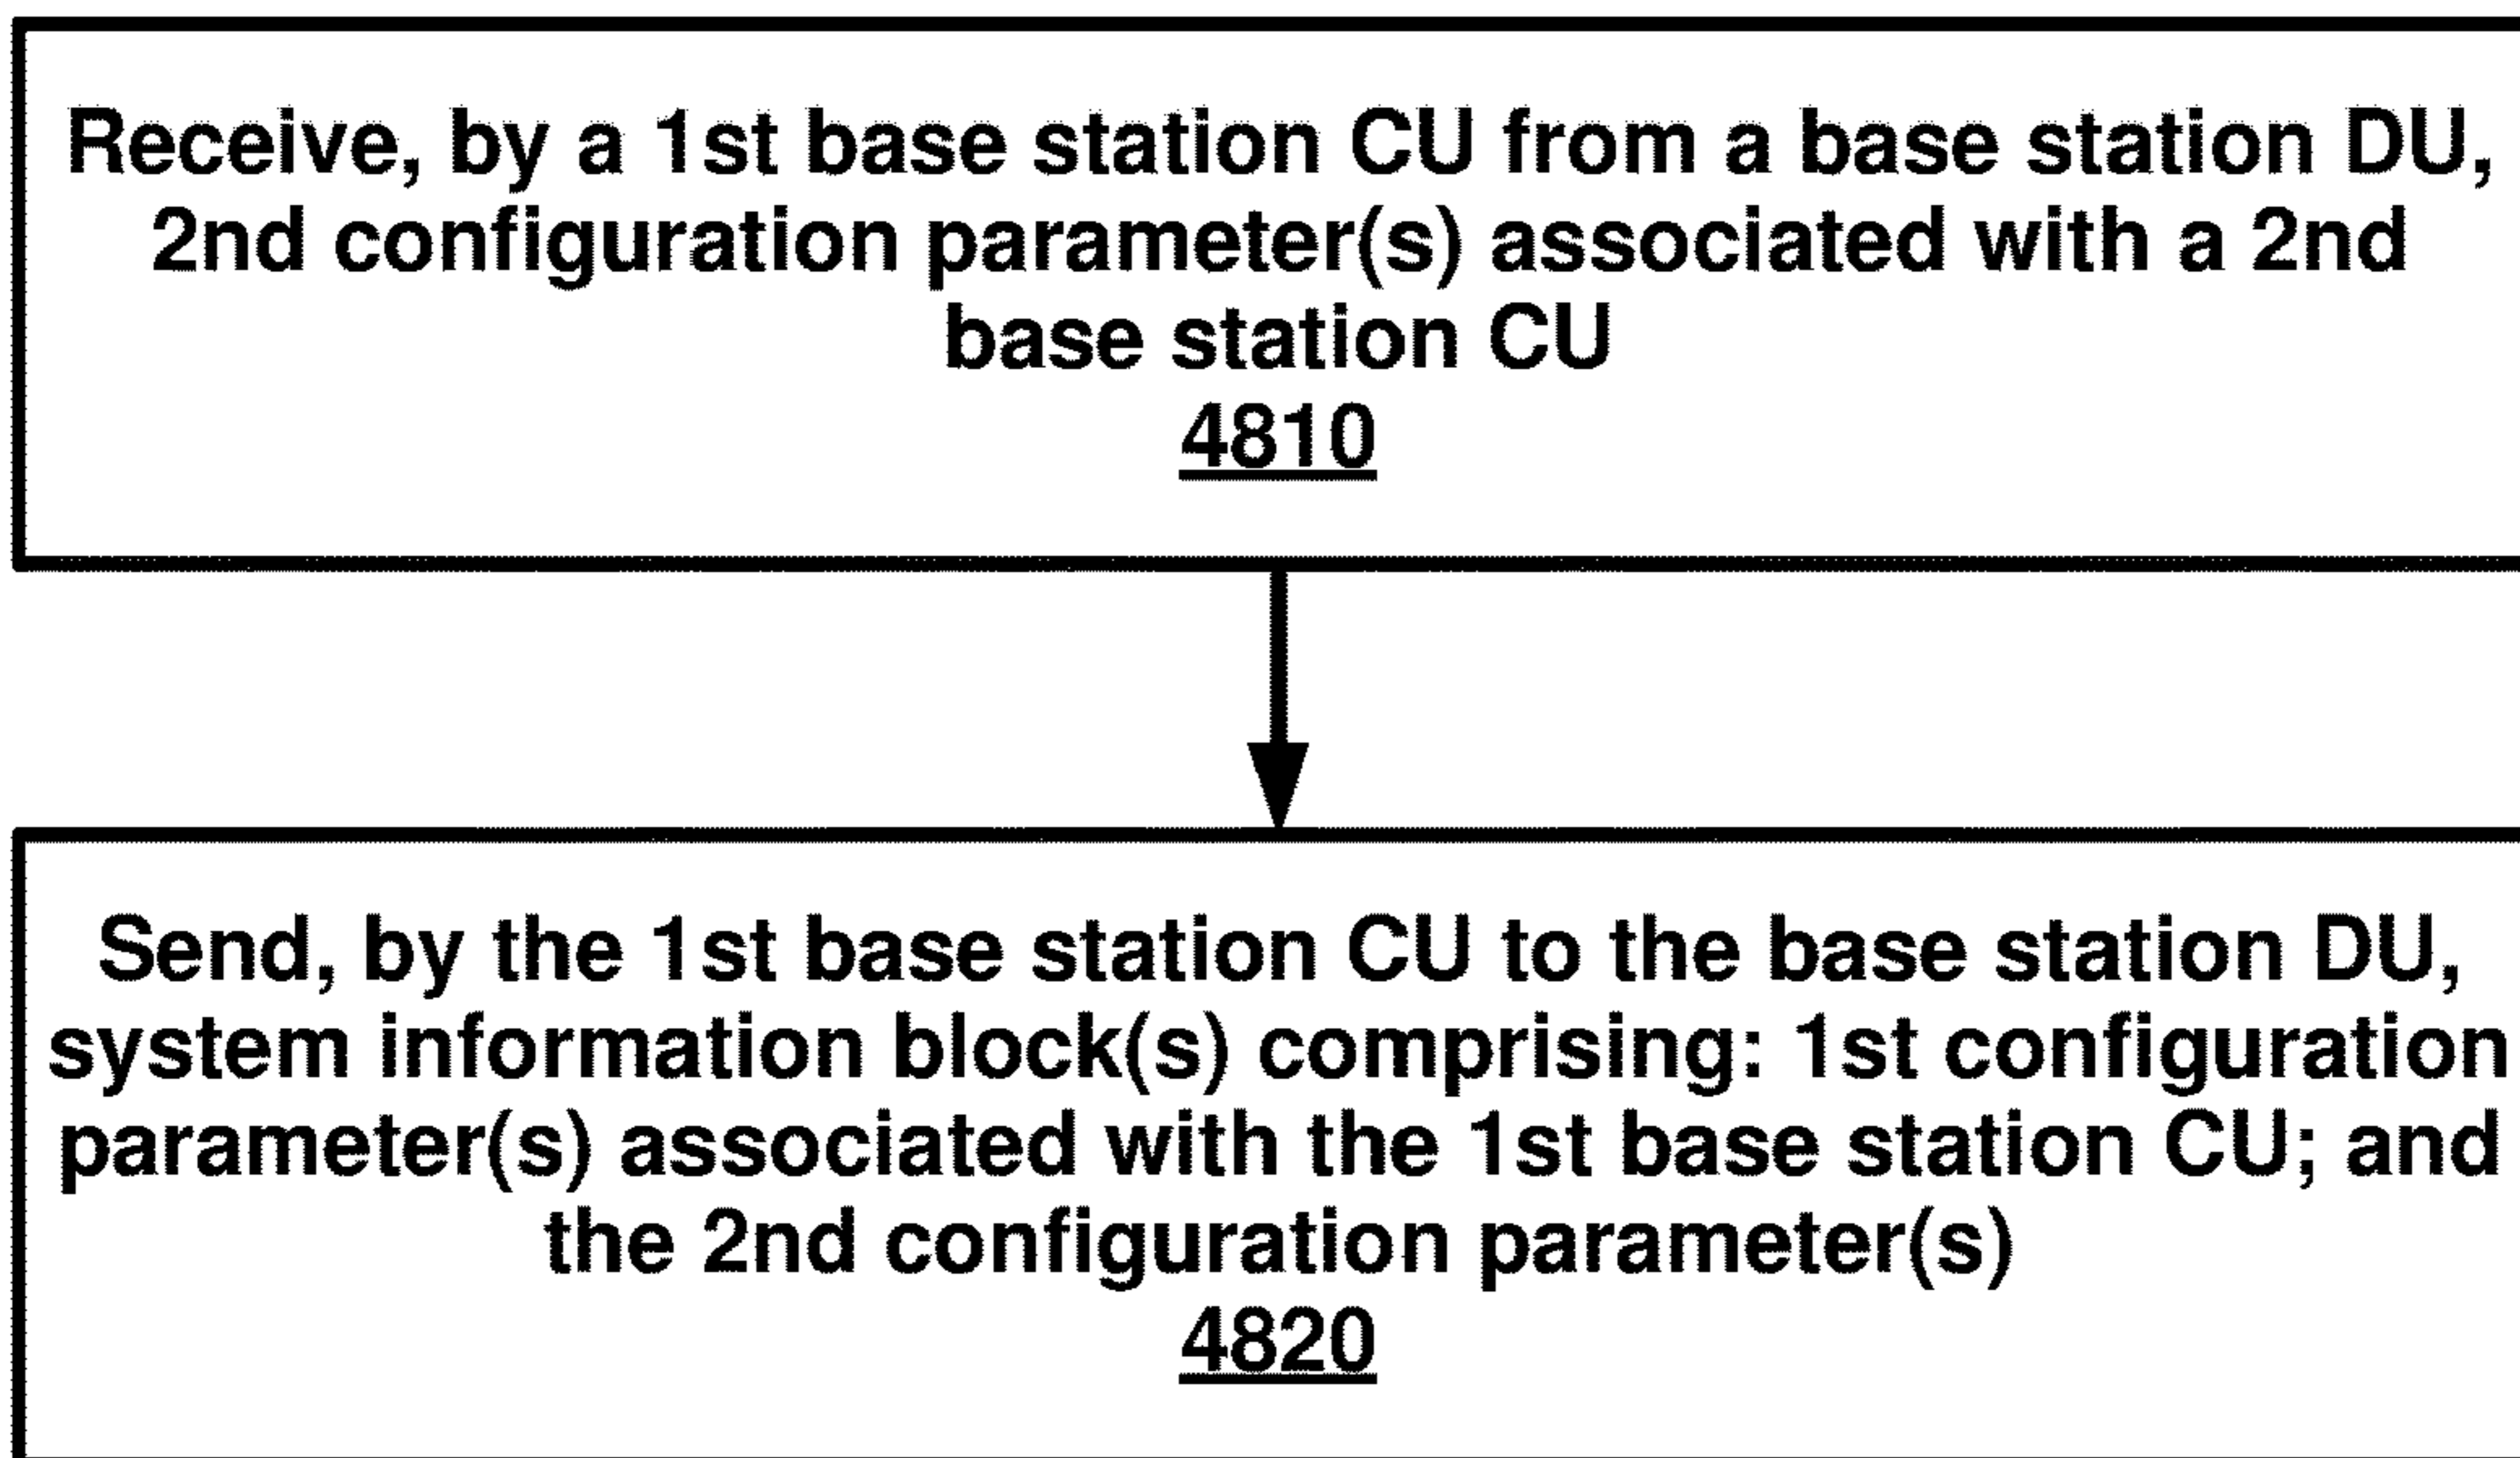 Receive, by a 1st base station CU from a base station DU,
2nd configuration parameter(s) associated with a 2nd
base station CU
4810
Send, by the 1st base station CU to the base station DU,
system information block(s) comprising: 1st configuration
parameter(s) associated with the 1st base station CU; and
the 2nd configuration parameter(s)
4820